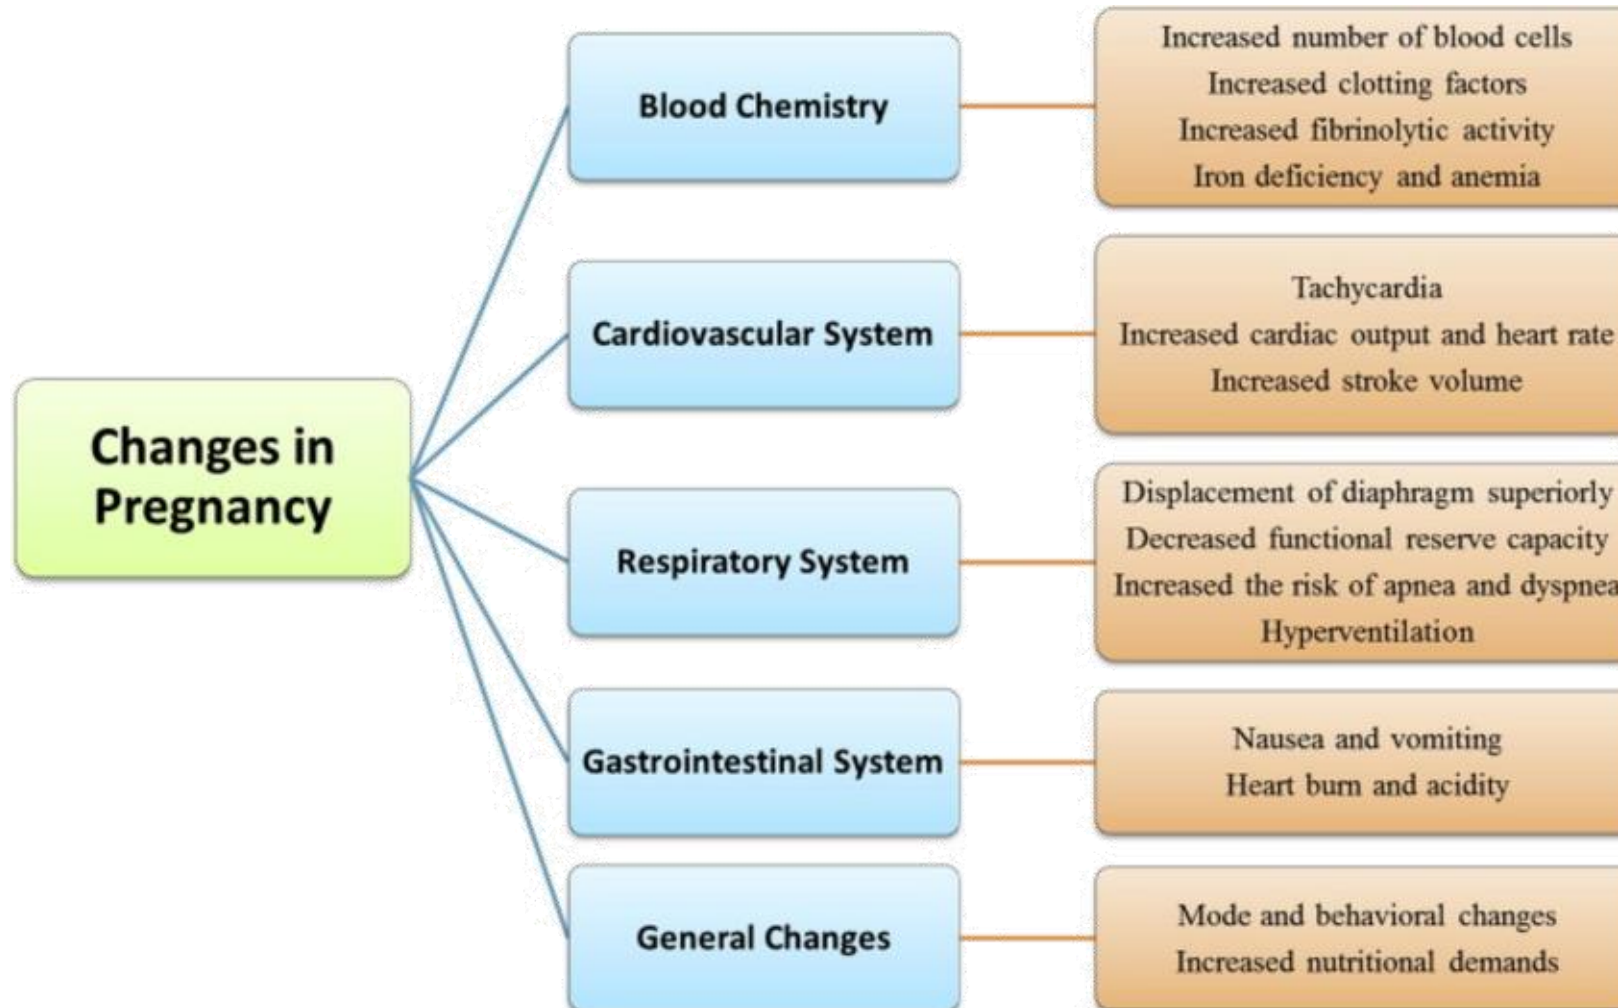 Changes in
Pregnancy
Blood Chemistry
Increased number of blood cells
Increased clotting factors
Increased fibrinolytic activity
Iron deficiency and anemia
Cardiovascular System
Tachycardia
Increased cardiac output and heart rate
Increased stroke volume
Respiratory System
Displacement of diaphragm superiorly
Decreased functional reserve capacity
Increased the risk of apnea and dyspnea
Hyperventilation
Gastrointestinal System
Nausea and vomiting
Heart burn and acidity
General Changes
Mode and behavioral changes
Increased nutritional demands